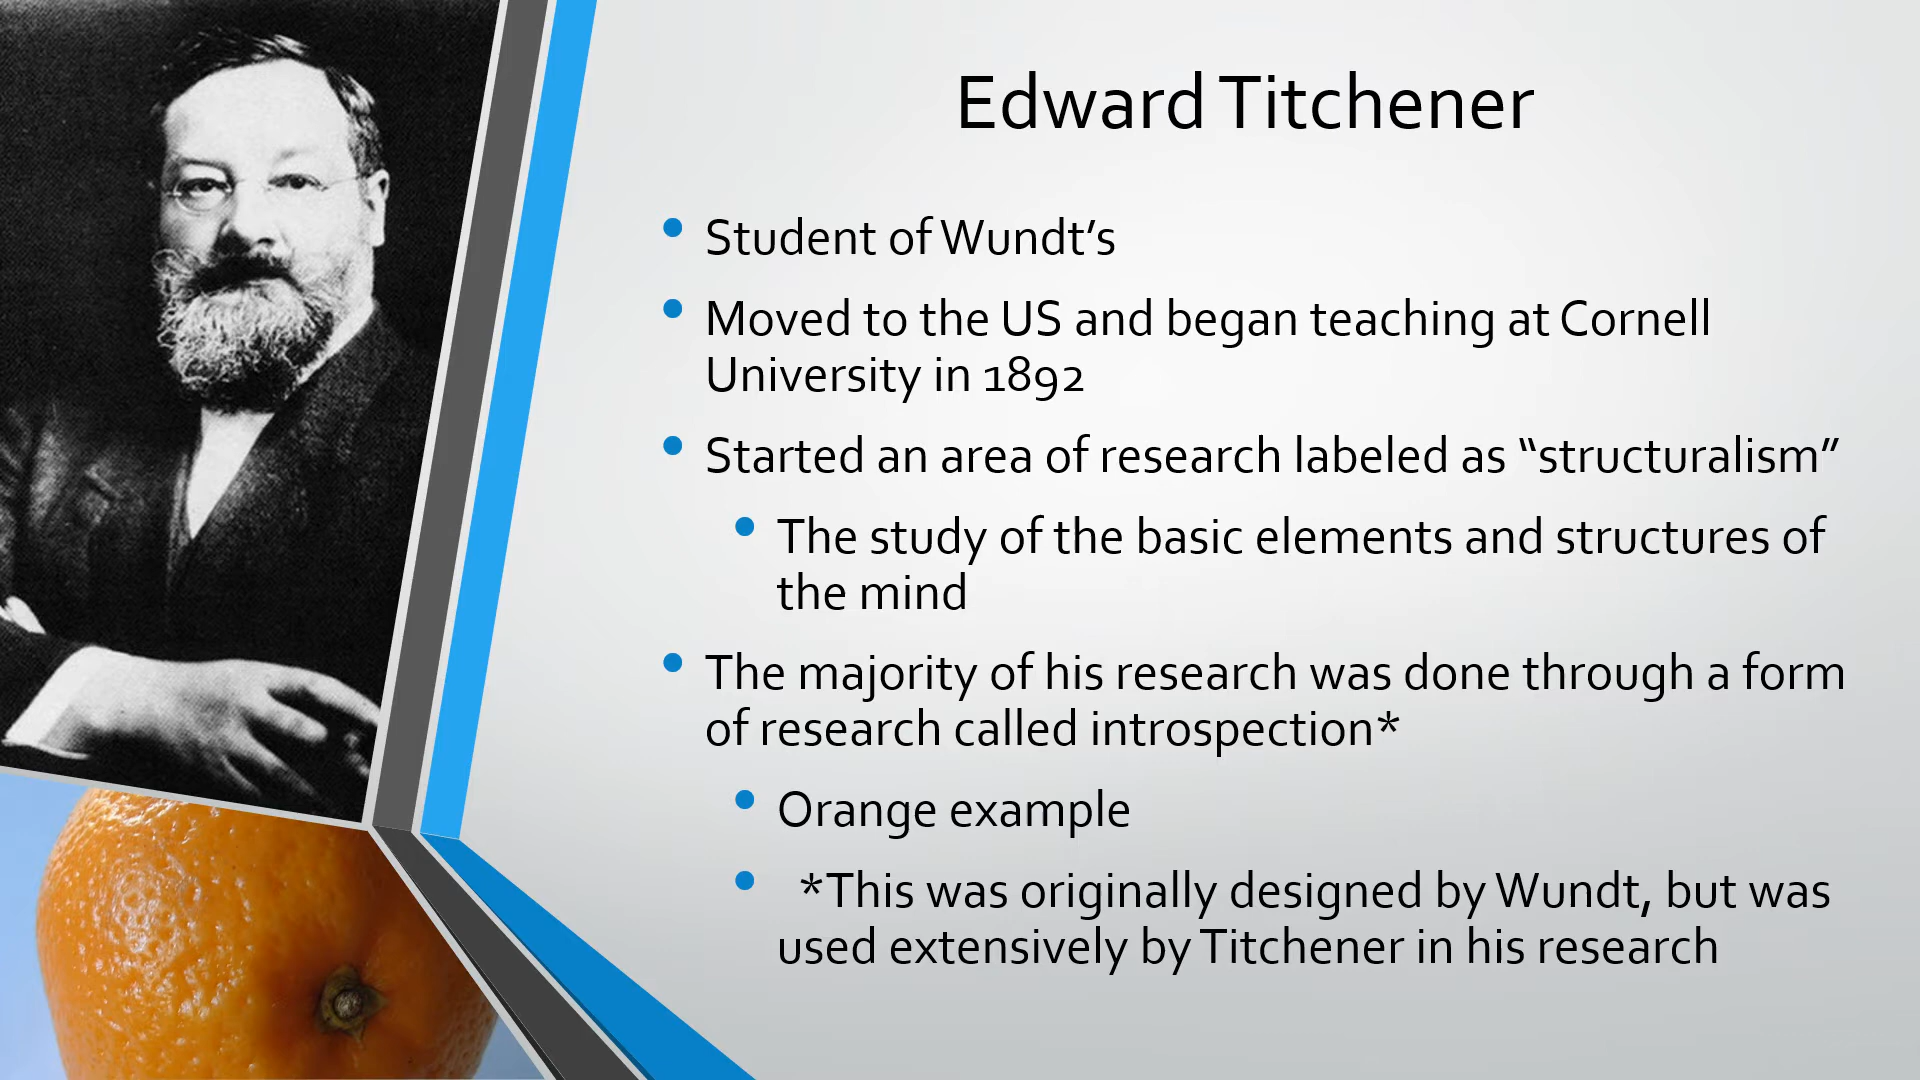 Edward Titchener
• Student of Wundt’s
• Moved to the US and began teaching at Cornell
University in 1892
• Started an area of research labeled as “structuralism”
• The study of the basic elements and structures of
the mind
• The majority of his research was done through a form
of research called introspection*
• Orange example
• *This was originally designed by Wundt, but was
used extensively by Titchener in his research